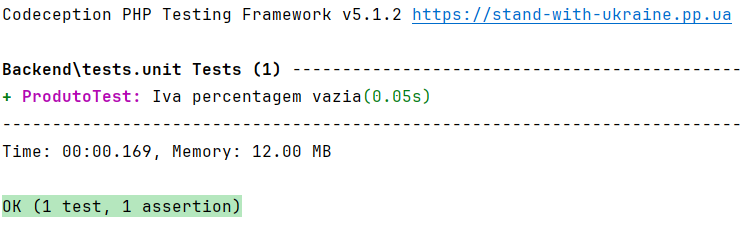 Codeception PHP Testing Framework v5.1.2 https://stand-with-ukraine.pp.ua
Backend\tests.unit Tests (1) ---------------------------------------------
+ ProdutoTest: Iva percentagem vazia(0.05s)
--------------------------------------------------------------------------
Time: 00:00.169, Memory: 12.00 MB
OK (1 test, 1 assertion)